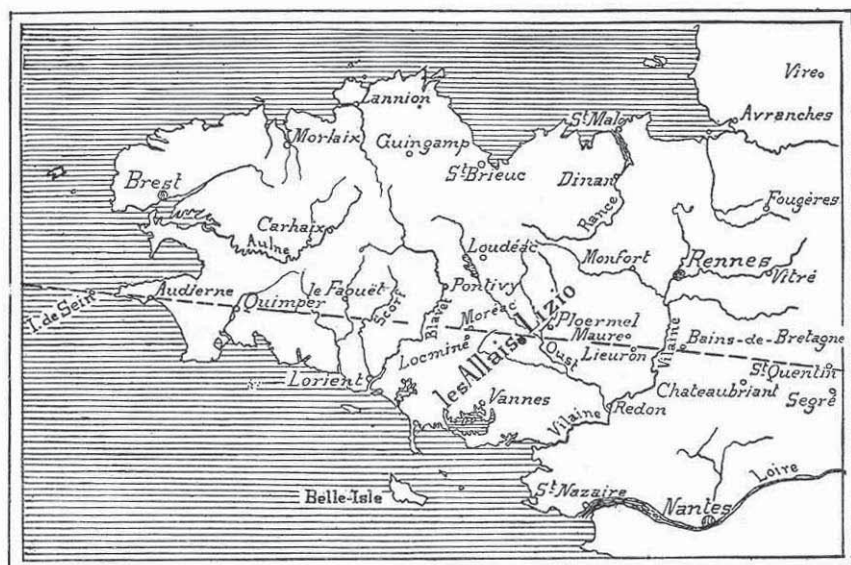 Vire
Lannion
Avranches
St Malo
Morlaix
Guingamp
St Brieuc
Dinan
Brest
Rance
Fougères
Carhaix
Aulne
Loudéac
Monfort
Rennes
Vitré
I. de Sein
Audierne
Quimper
le Faouët
Scorf
Blavet
Pontivy
Moréac
les Allais. Lizio
Ploermel
Maure
Bains-de-Bretagne
Locminé
Oust
Lieuron
Vilaine
St Quentin
Lorient
Chateaubriant
Segré
Vannes
Redon
Vilaine
Loire
Belle-Isle
St Nazaire
Nantes